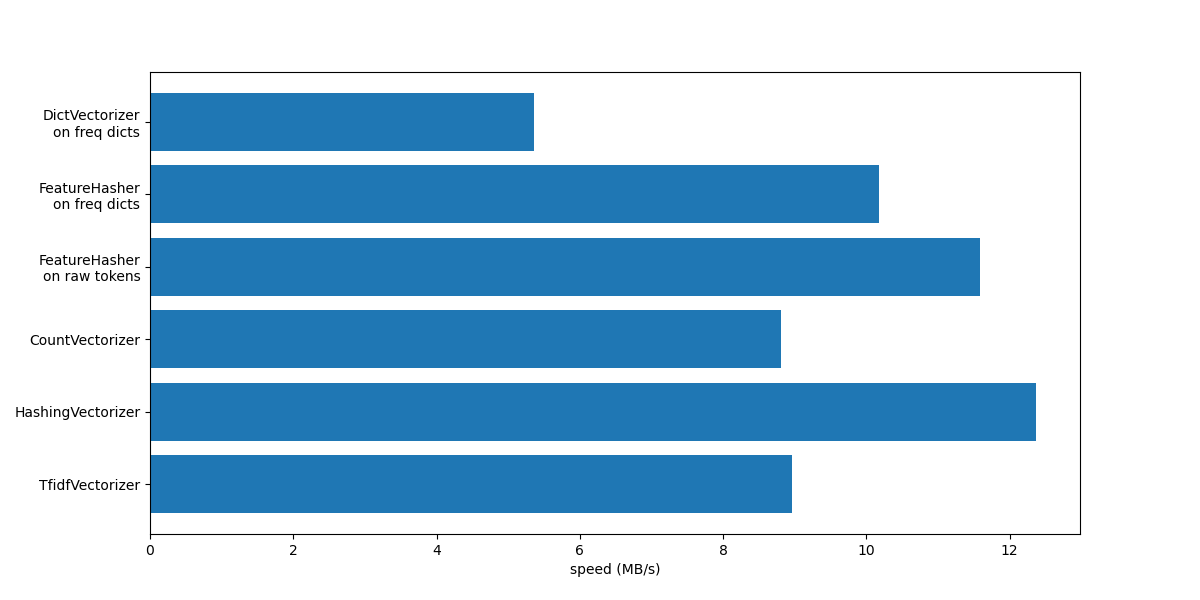 DictVectorizer
on freq dicts
FeatureHasher
on freq dicts
FeatureHasher
on raw tokens
CountVectorizer
HashingVectorizer
TfidfVectorizer
0 2 4 6 8 10 12
speed (MB/s)